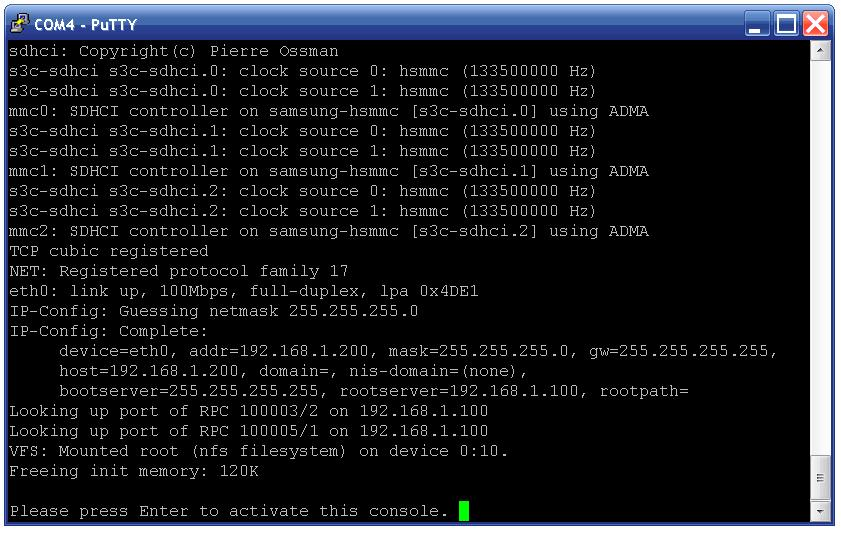 COM4 - PuTTY
sdhci: Copyright(c) Pierre Ossman
s3c-sdhci s3c-sdhci.0: clock source 0: hsmmc (133500000 Hz)
s3c-sdhci s3c-sdhci.0: clock source 1: hsmmc (133500000 Hz)
mmc0: SDHCI controller on samsung-hsmmc [s3c-sdhci.0] using ADMA
s3c-sdhci s3c-sdhci.1: clock source 0: hsmmc (133500000 Hz)
s3c-sdhci s3c-sdhci.1: clock source 1: hsmmc (133500000 Hz)
mmc1: SDHCI controller on samsung-hsmmc [s3c-sdhci.1] using ADMA
s3c-sdhci s3c-sdhci.2: clock source 0: hsmmc (133500000 Hz)
s3c-sdhci s3c-sdhci.2: clock source 1: hsmmc (133500000 Hz)
mmc2: SDHCI controller on samsung-hsmmc [s3c-sdhci.2] using ADMA
TCP cubic registered
NET: Registered protocol family 17
eth0: link up, 100Mbps, full-duplex, lpa 0x4DE1
IP-Config: Guessing netmask 255.255.255.0
IP-Config: Complete:
     device=eth0, addr=192.168.1.200, mask=255.255.255.0, gw=255.255.255.255,
     host=192.168.1.200, domain=, nis-domain=(none),
     bootserver=255.255.255.255, rootserver=192.168.1.100, rootpath=
Looking up port of RPC 100003/2 on 192.168.1.100
Looking up port of RPC 100005/1 on 192.168.1.100
VFS: Mounted root (nfs filesystem) on device 0:10.
Freeing init memory: 120K
Please press Enter to activate this console.